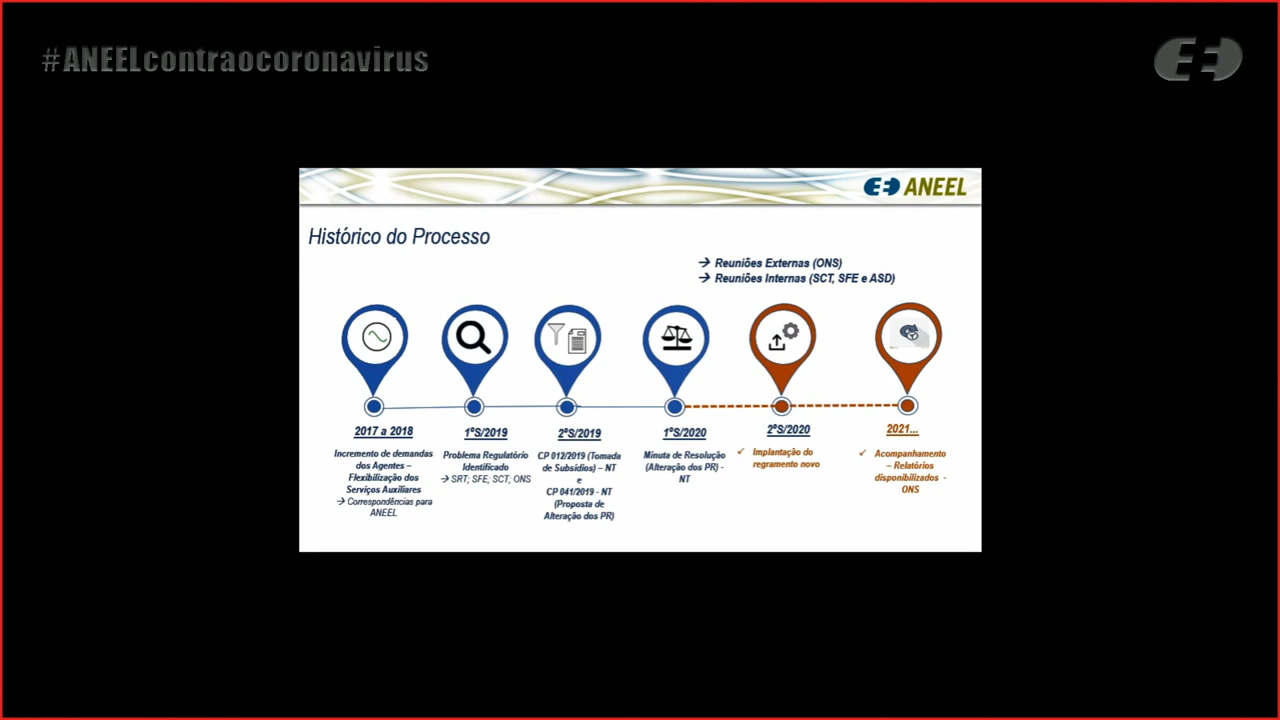 #ANEELcontraocoronavirus
ANEEL
Histórico do Processo
→ Reuniões Externas (ONS)
→ Reuniões Internas (SCT, SFE e ASD)
2017 a 2018
Incremento de demandas
dos Agentes –
Flexibilização dos
Serviços Auxiliares
→ Correspondências para
ANEEL
1ºS/2019
Problema Regulatório
Identificado
→ SRT; SFE; SCT; ONS
2ºS/2019
CP 012/2019 (Tomada
de Subsídios) – NT
e
CP 041/2019 - NT
(Proposta de
Alteração dos PR)
1ºS/2020
Minuta de Resolução
(Alteração dos PR) -
NT
2ºS/2020
✓ Implantação do
regramento novo
2021...
✓ Acompanhamento
– Relatórios
disponibilizados -
ONS